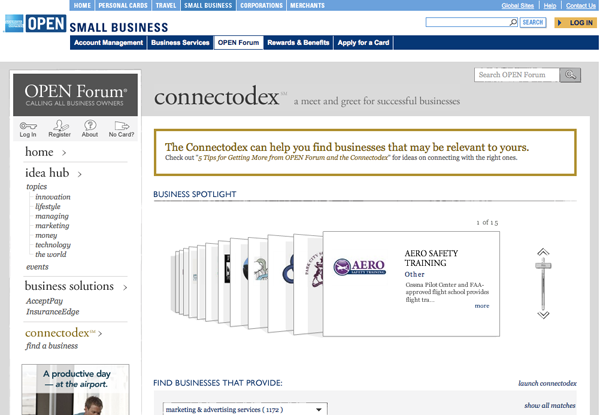 HOME | PERSONAL CARDS | TRAVEL | SMALL BUSINESS | CORPORATIONS | MERCHANTS
Global Sites | Help | Contact Us
OPEN SMALL BUSINESS
SEARCH
LOG IN
Account Management | Business Services | OPEN Forum | Rewards & Benefits | Apply for a Card
OPEN Forum®
CALLING ALL BUSINESS OWNERS
Log In
Register
About
No Card?
home >
idea hub >
topics
innovation
lifestyle
managing
marketing
money
technology
the world
events
business solutions >
AcceptPay
InsuranceEdge
connectodex℠ >
find a business
A productive day
— at the airport.
Search OPEN Forum
connectodex℠ a meet and greet for successful businesses
The Connectodex can help you find businesses that may be relevant to yours.
Check out "5 Tips for Getting More from OPEN Forum and the Connectodex" for ideas on connecting with the right ones.
BUSINESS SPOTLIGHT
1 of 15
PARK CITY
AERO
SAFETY TRAINING
AERO SAFETY
TRAINING
Other
Cessna Pilot Center and FAA-
approved flight school provides
flight tra...
more
FIND BUSINESSES THAT PROVIDE:
launch connectodex
marketing & advertising services ( 1172 )
show all matches